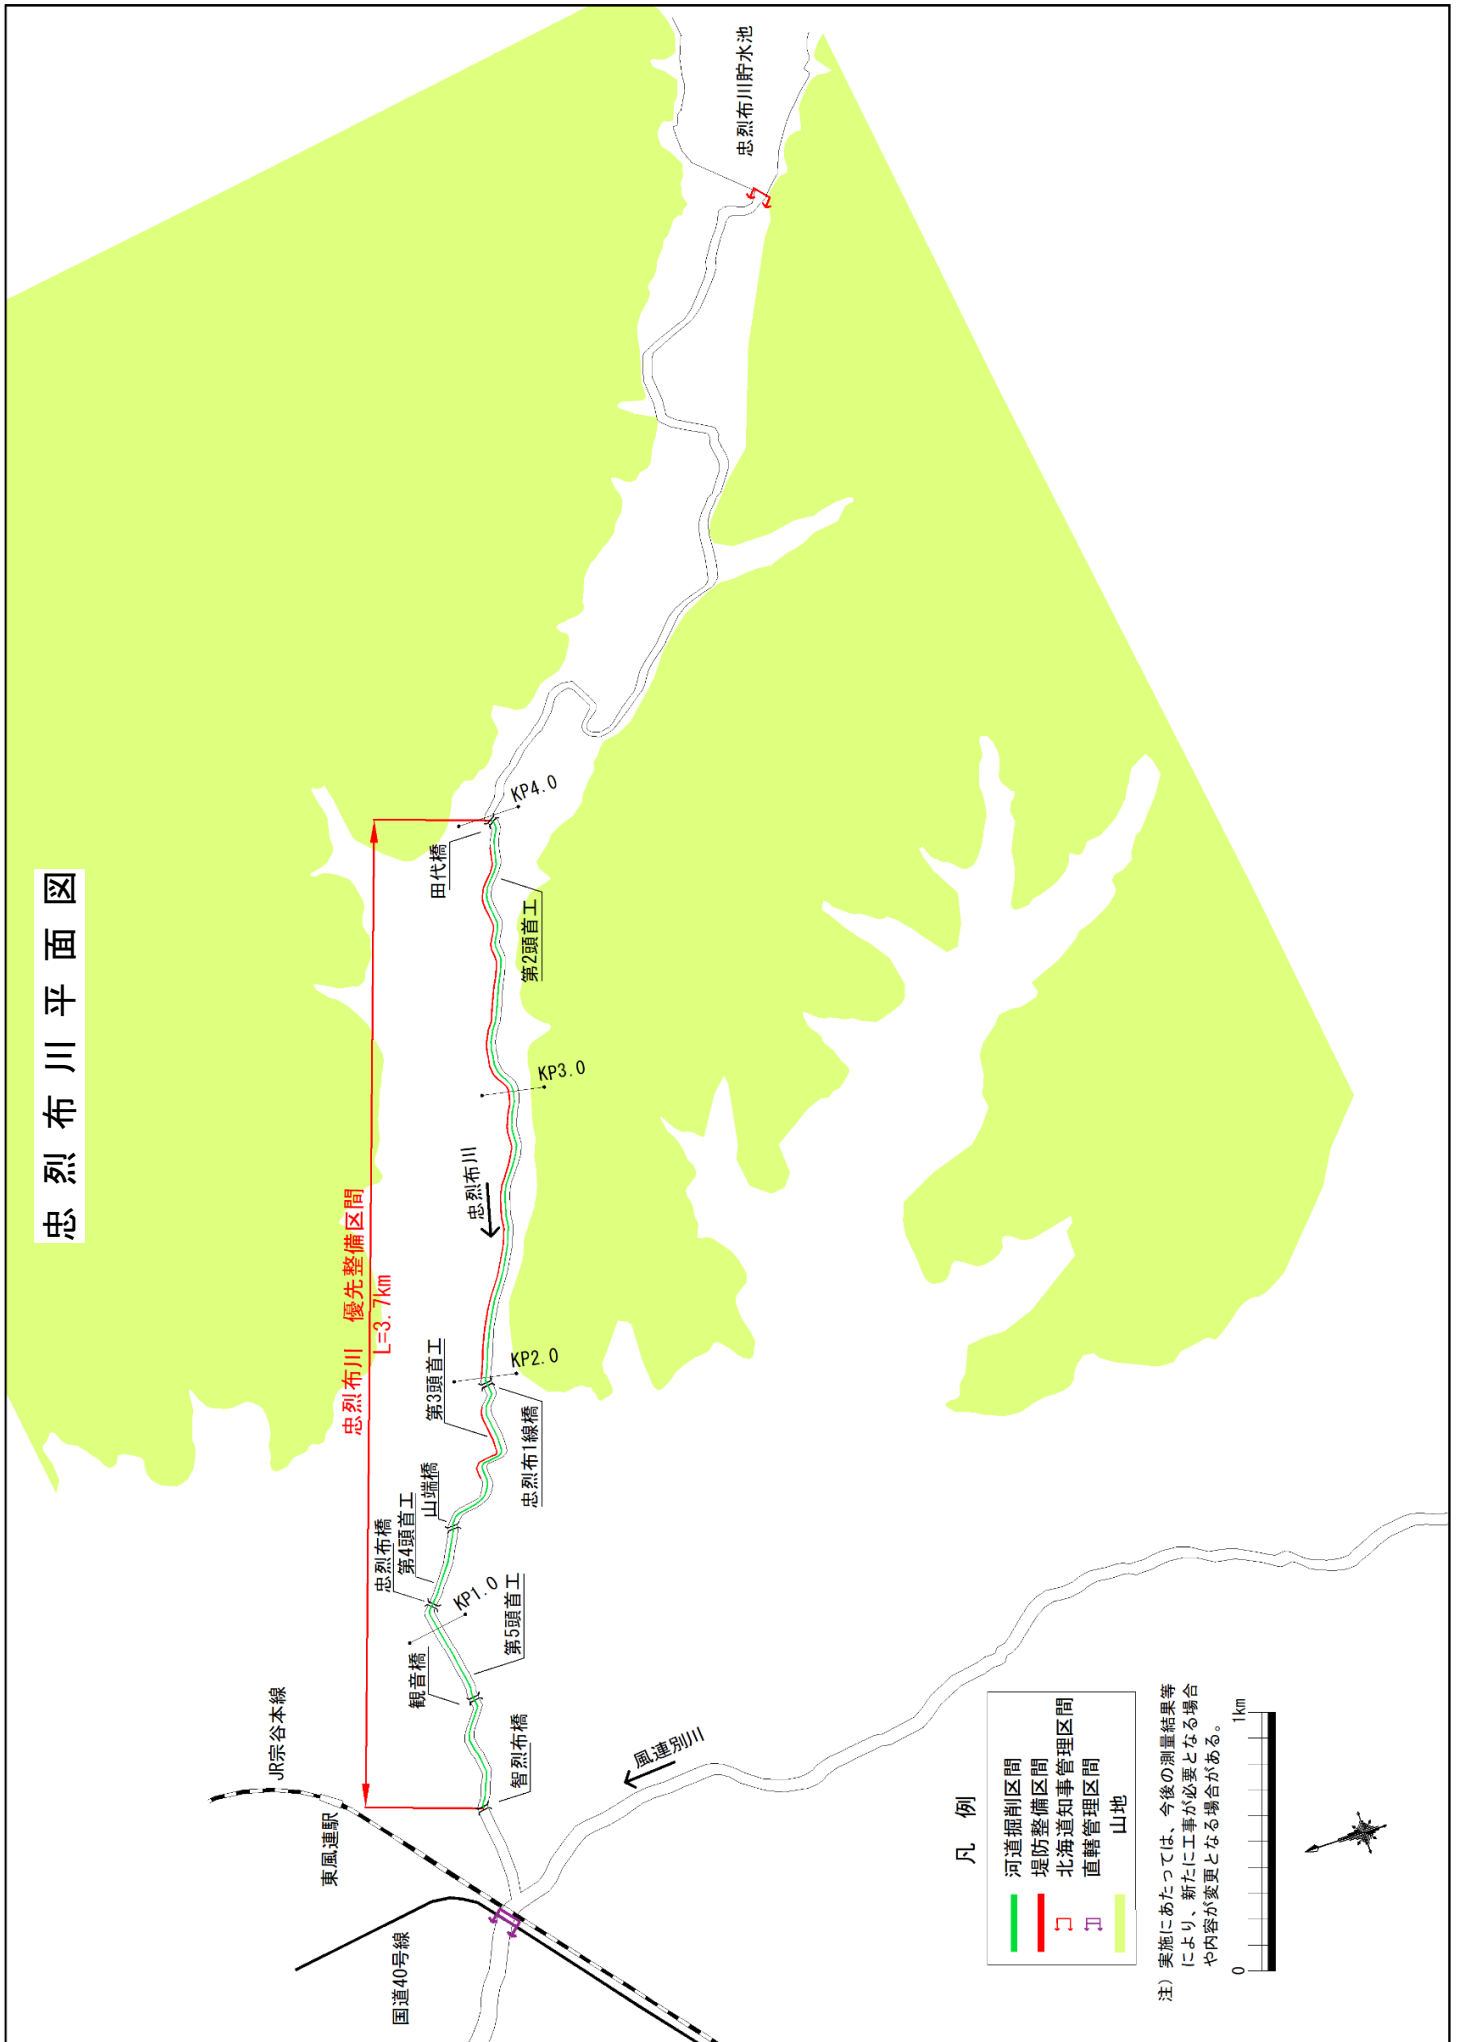 忠烈布川平面図
忠烈布川貯水池
忠烈布川 優先整備区間
L=3.7km
田代橋
KP4.0
第2頭首工
KP3.0
忠烈布川
KP2.0
第3頭首工
忠烈布1線橋
山端橋
第4頭首工
忠烈布橋
KP1.0
第5頭首工
観音橋
智烈布橋
JR宗谷本線
東風連駅
国道40号線
風連別川
凡 例
河道掘削区間
堤防整備区間
北海道知事管理区間
直轄管理区間
山地
注) 実施にあたっては、今後の測量結果等
により、新たに工事が必要となる場合
や内容が変更となる場合がある。
0 1km